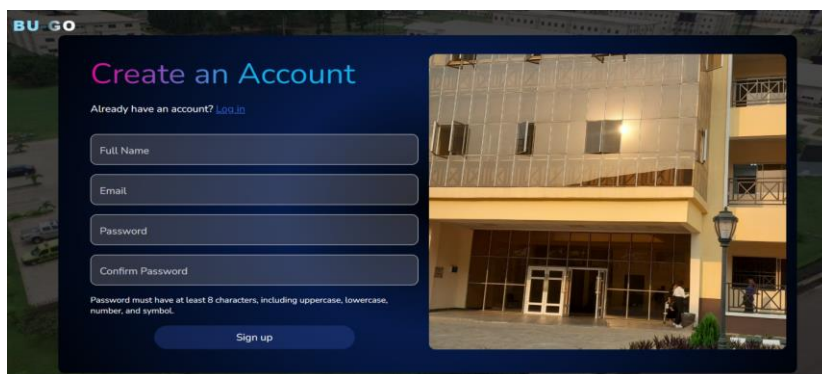 BU-GO
Create an Account
Already have an account? Log in
Full Name
Email
Password
Confirm Password
Password must have at least 8 characters, including uppercase, lowercase,
number, and symbol.
Sign up